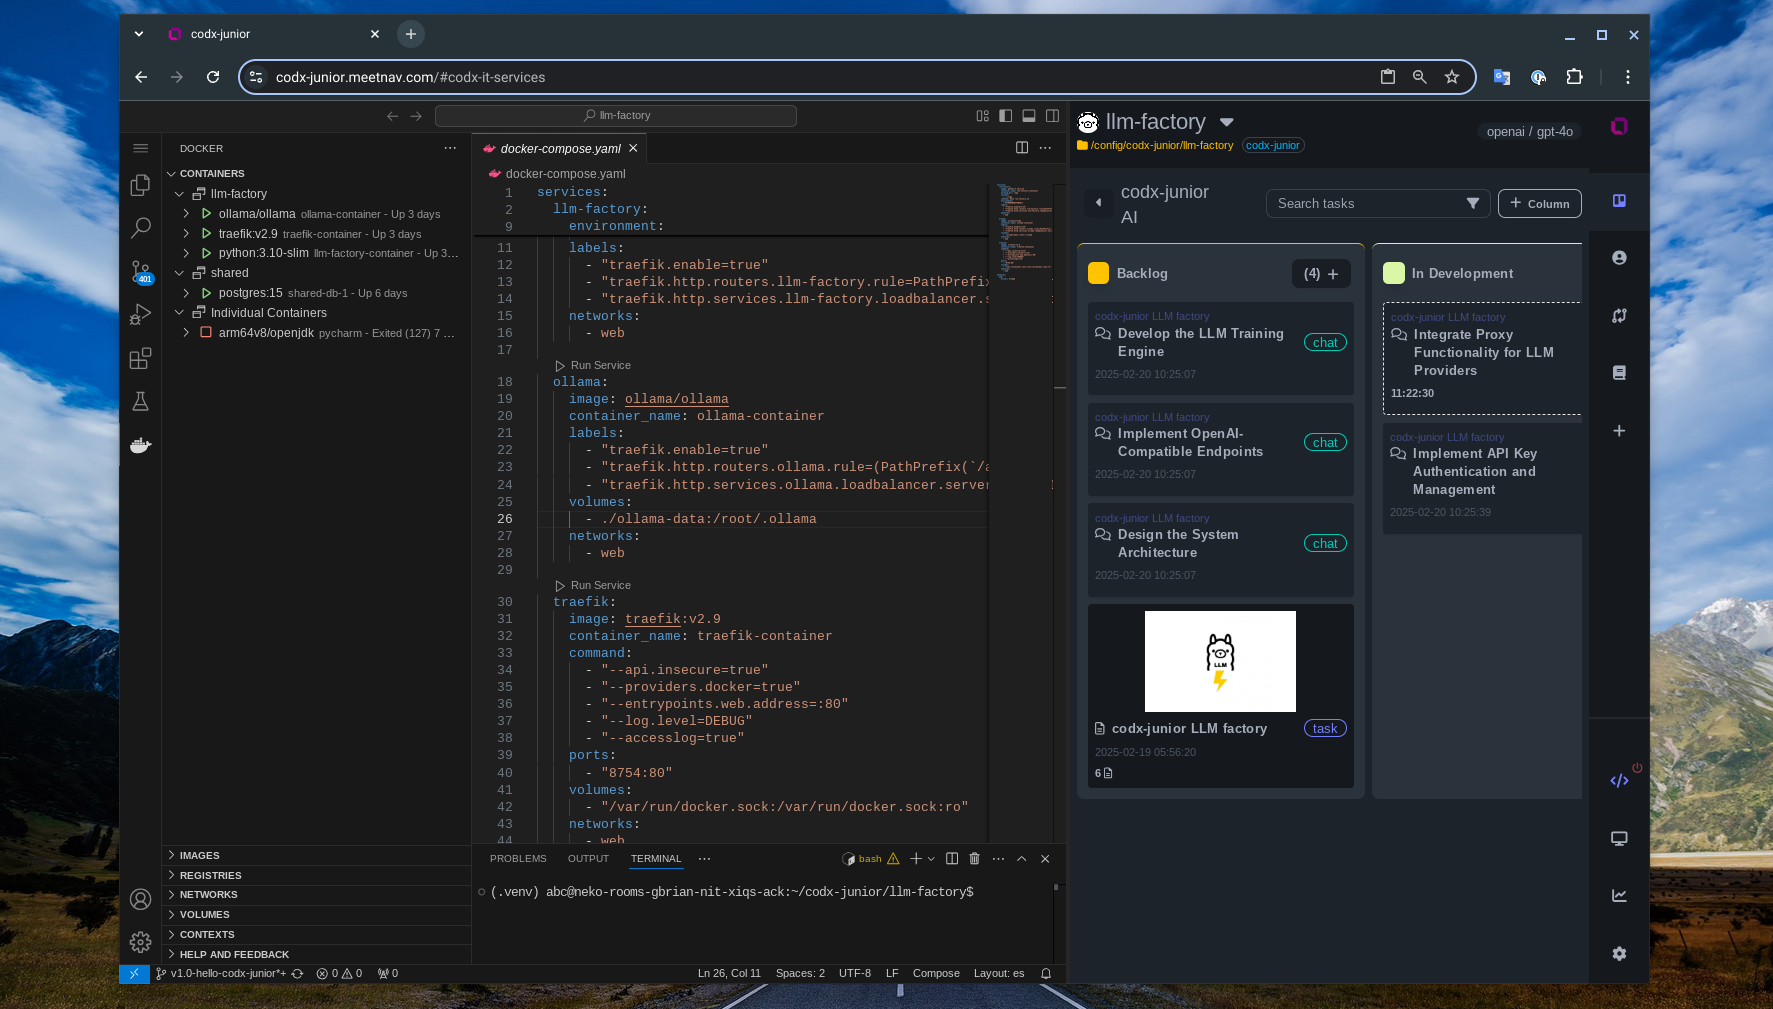 codx-junior
codx-junior.meetnav.com/#codx-it-services
llm-factory
DOCKER
CONTAINERS
llm-factory
ollama/ollama ollama-container - Up 3 days
traefik:v2.9 traefik-container - Up 3 days
python:3.10-slim llm-factory-container - Up 3...
shared
postgres:15 shared-db-1 - Up 6 days
Individual Containers
arm64v8/openjdk pycharm - Exited (127) 7 ...
401
IMAGES
REGISTRIES
NETWORKS
VOLUMES
CONTEXTS
HELP AND FEEDBACK
docker-compose.yaml
docker-compose.yaml
1 services:
2 llm-factory:
9 environment:
11 labels:
12 - "traefik.enable=true"
13 - "traefik.http.routers.llm-factory.rule=PathPrefix
14 - "traefik.http.services.llm-factory.loadbalancer.s
15 networks:
16 - web
17
Run Service
18 ollama:
19 image: ollama/ollama
20 container_name: ollama-container
21 labels:
22 - "traefik.enable=true"
23 - "traefik.http.routers.ollama.rule=(PathPrefix(`/a
24 - "traefik.http.services.ollama.loadbalancer.server
25 volumes:
26 - ./ollama-data:/root/.ollama
27 networks:
28 - web
29
Run Service
30 traefik:
31 image: traefik:v2.9
32 container_name: traefik-container
33 command:
34 - "--api.insecure=true"
35 - "--providers.docker=true"
36 - "--entrypoints.web.address=:80"
37 - "--log.level=DEBUG"
38 - "--accesslog=true"
39 ports:
40 - "8754:80"
41 volumes:
42 - "/var/run/docker.sock:/var/run/docker.sock:ro"
43 networks:
44 - web
PROBLEMS OUTPUT TERMINAL
bash
(.venv) abc@neko-rooms-gbrian-nit-xiqs-ack:~/codx-junior/llm-factory$
v1.0-hello-codx-junior*+ 0 0 0
Ln 26, Col 11 Spaces: 2 UTF-8 LF Compose Layout: es
llm-factory
/config/codx-junior/llm-factory codx-junior
openai / gpt-4o
codx-junior
AI
Search tasks
+ Column
Backlog (4) +
codx-junior LLM factory
Develop the LLM Training
Engine
chat
2025-02-20 10:25:07
codx-junior LLM factory
Implement OpenAI-
Compatible Endpoints
chat
2025-02-20 10:25:07
codx-junior LLM factory
Design the System
Architecture
chat
2025-02-20 10:25:07
LLM
codx-junior LLM factory
task
2025-02-19 05:56:20
6
In Development
codx-junior LLM factory
Integrate Proxy
Functionality for LLM
Providers
11:22:30
codx-junior LLM factory
Implement API Key
Authentication and
Management
2025-02-20 10:25:39